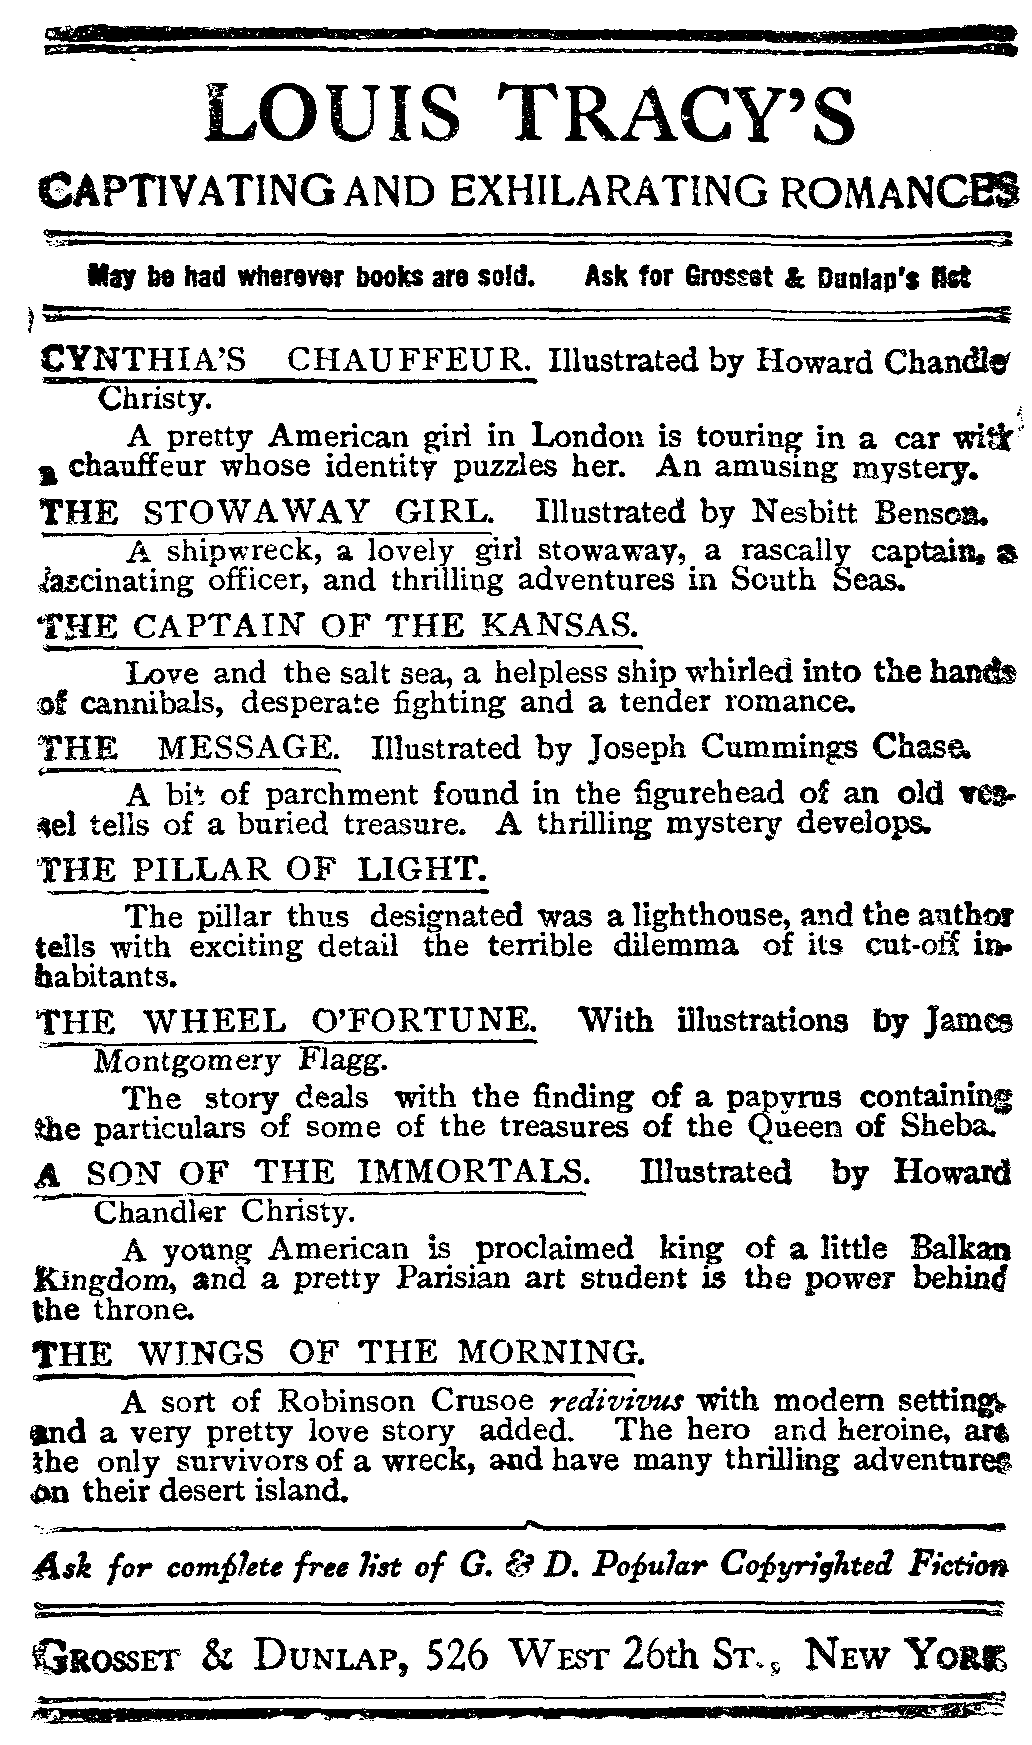 LOUIS TRACY'S
CAPTIVATING AND EXHILARATING ROMANCES
May be had wherever books are sold. Ask for Grosset & Dunlap's list
CYNTHIA'S CHAUFFEUR. Illustrated by Howard Chandler
Christy.
A pretty American girl in London is touring in a car with
a chauffeur whose identity puzzles her. An amusing mystery.
THE STOWAWAY GIRL. Illustrated by Nesbitt Benson.
A shipwreck, a lovely girl stowaway, a rascally captain, a
fascinating officer, and thrilling adventures in South Seas.
THE CAPTAIN OF THE KANSAS.
Love and the salt sea, a helpless ship whirled into the hands
of cannibals, desperate fighting and a tender romance.
THE MESSAGE. Illustrated by Joseph Cummings Chase.
A bit of parchment found in the figurehead of an old ves-
sel tells of a buried treasure. A thrilling mystery develops.
THE PILLAR OF LIGHT.
The pillar thus designated was a lighthouse, and the author
tells with exciting detail the terrible dilemma of its cut-off in-
habitants.
THE WHEEL O'FORTUNE. With illustrations by James
Montgomery Flagg.
The story deals with the finding of a papyrus containing
the particulars of some of the treasures of the Queen of Sheba.
A SON OF THE IMMORTALS. Illustrated by Howard
Chandler Christy.
A young American is proclaimed king of a little Balkan
Kingdom, and a pretty Parisian art student is the power behind
the throne.
THE WINGS OF THE MORNING.
A sort of Robinson Crusoe redivivus with modern settings
and a very pretty love story added. The hero and heroine, are
the only survivors of a wreck, and have many thrilling adventures
on their desert island.
Ask for complete free list of G. & D. Popular Copyrighted Fiction
GROSSET & DUNLAP, 526 WEST 26th ST., NEW YORK